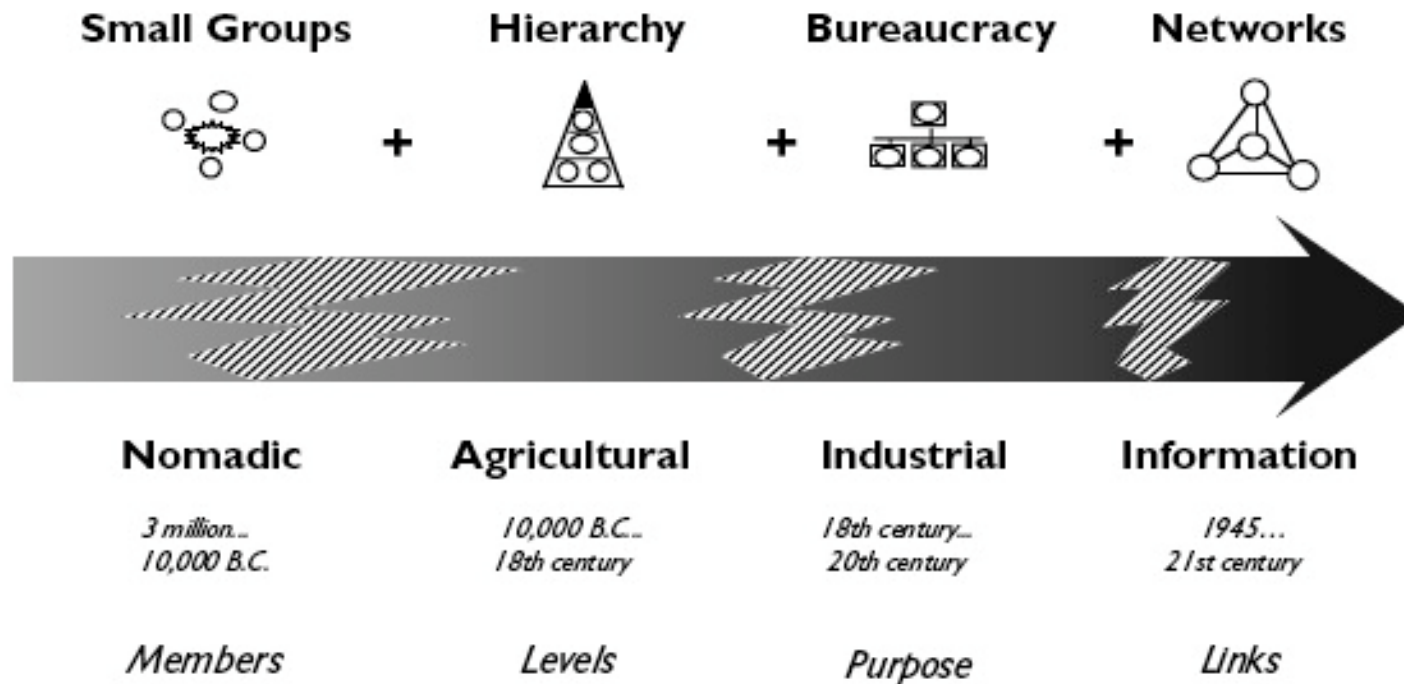 Small Groups Hierarchy Bureaucracy Networks
+ + +
Nomadic Agricultural Industrial Information
3 million... 10,000 B.C... 18th century... 1945...
10,000 B.C. 18th century 20th century 21st century
Members Levels Purpose Links